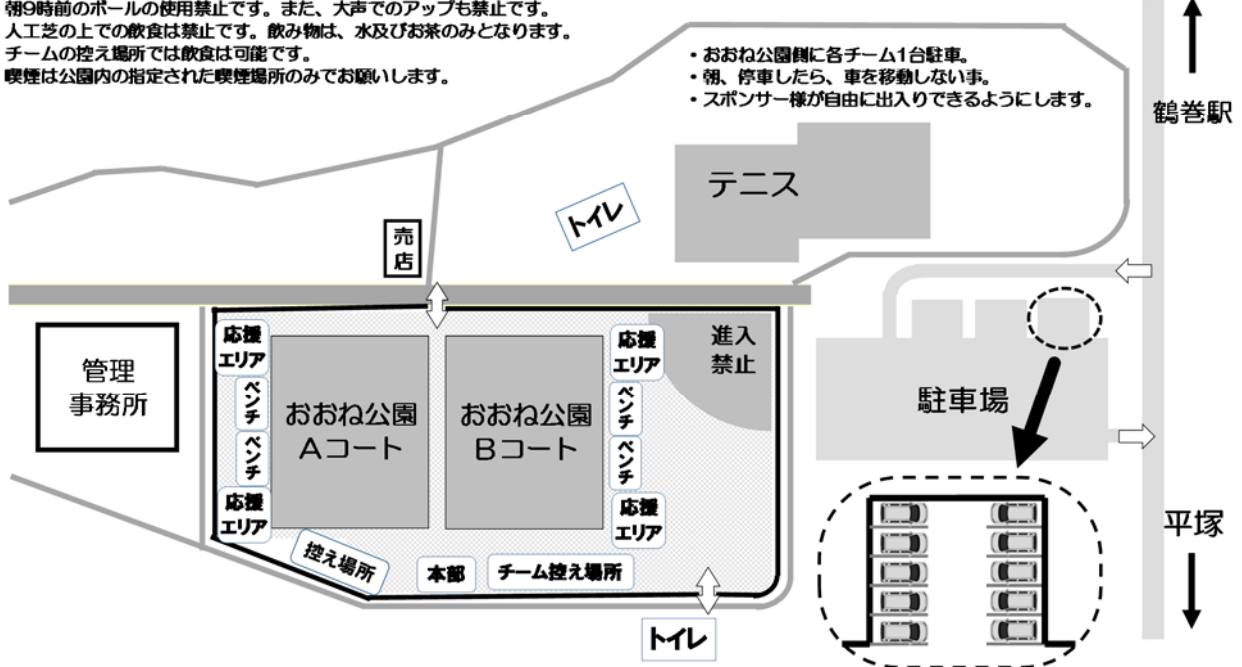 朝9時前のボールの使用禁止です。また、大声でのアップも禁止です。
人工芝の上での飲食は禁止です。飲み物は、水及びお茶のみとなります。
チームの控え場所では飲食は可能です。
喫煙は公園内の指定された喫煙場所のみでお願いします。
・おおね公園側に各チーム1台駐車。
・朝、停車したら、車を移動しない事。
・スポンサー様が自由に出入りできるようにします。
鶴巻駅
テニス
トイレ
売店
管理
事務所
応援
エリア
ベンチ
ベンチ
応援
エリア
おおね公園
Aコート
おおね公園
Bコート
応援
エリア
ベンチ
ベンチ
応援
エリア
進入
禁止
駐車場
平塚
控え場所
本部
チーム控え場所
トイレ